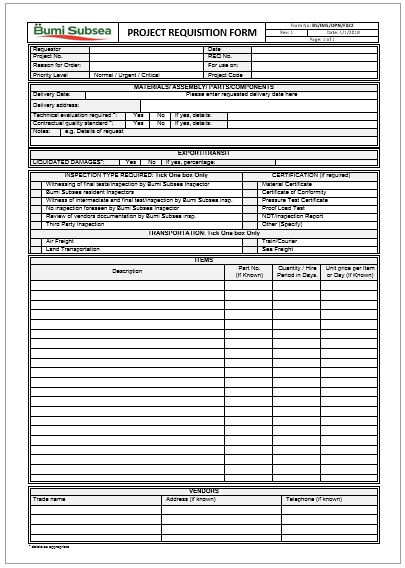 Bumi Subsea
PROJECT REQUISITION FORM
Form No: BS/IMS/OPN/F022
Rev: 1 Date: 1/1/2018
Page: 1 of 1
Requestor Date
Project No. REQ No.
Reason for Order: For use on:
Priority Level Normal / Urgent / Critical Project Code
MATERIALS/ ASSEMBLY/ PARTS/COMPONENTS
Delivery Date: Please enter requested delivery date here
Delivery address:
Technical evaluation required *: Yes No If yes, details:
Contractual quality standard *: Yes No If yes, details:
Notes: e.g. Details of request
EXPORT/TRANSIT
LIQUIDATED DAMAGES*: Yes No If yes, percentage:
INSPECTION TYPE REQUIRED: Tick One box Only CERTIFICATION (if required)
Witnessing of final tests/inspection by Bumi Subsea Inspector Material Certificate
Bumi Subsea resident inspectors Certificate of Conformity
Witness of intermediate and final test/inspection by Bumi Subsea insp. Pressure Test Certificate
No inspection foreseen by Bumi Subsea Inspector Proof Load Test
Review of vendors documentation by Bumi Subsea insp. NDT/Inspection Report
Third Party Inspection Other (Specify)
TRANSPORTATION: Tick One box Only
Air Freight Train/Courier
Land Transportation Sea Freight
ITEMS
Description Part No. (If Known) Quantity / Hire Period in Days. Unit price per item or Day (If Known)
VENDORS
Trade name Address (if known) Telephone (if known)
* delete as appropriate